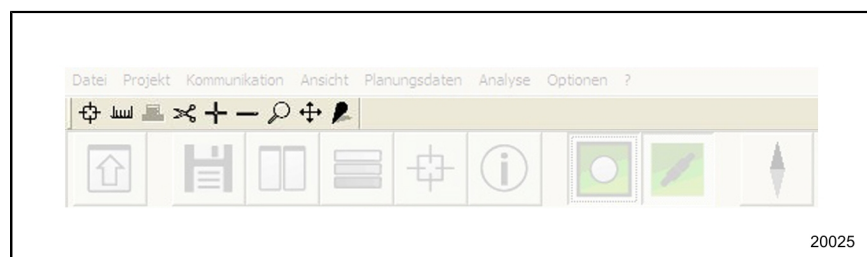 Datei Projekt Kommunikation Ansicht Planungsdaten Analyse Optionen ?
20025